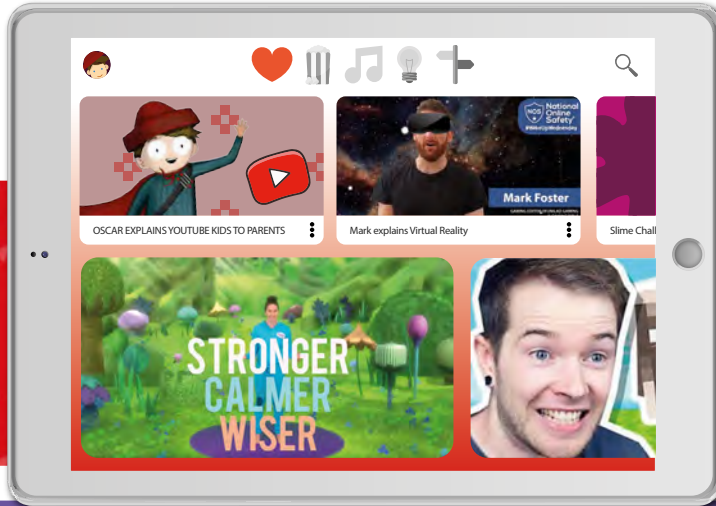 NOS
National
Online
Safety
#WakeUpWednesday
Mark Foster
OSCAR EXPLAINS YOUTUBE KIDS TO PARENTS
Mark explains Virtual Reality
Slime Chall
STRONGER
CALMER
WISER